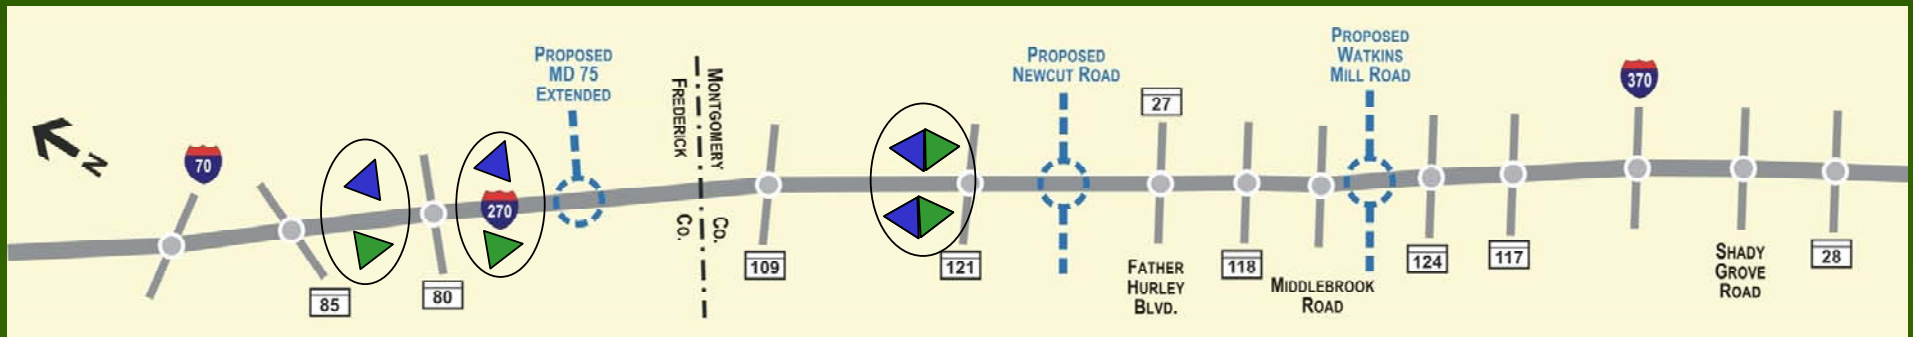 N
70
85
80
270
PROPOSED
MD 75
EXTENDED
FREDERICK CO.
MONTGOMERY CO.
109
121
PROPOSED
NEWCUT ROAD
27
FATHER
HURLEY
BLVD.
118
MIDDLEBROOK
ROAD
PROPOSED
WATKINS
MILL ROAD
124
117
370
SHADY
GROVE
ROAD
28